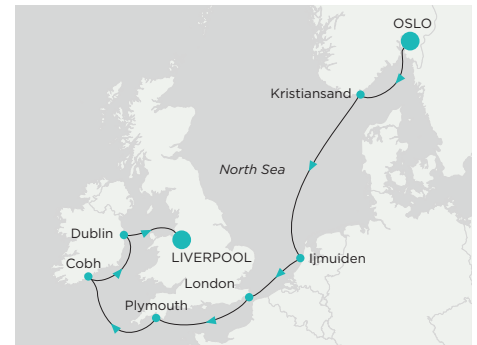 OSLO
Kristiansand
North Sea
Dublin
LIVERPOOL
Ijmuiden
Cobh
London
Plymouth